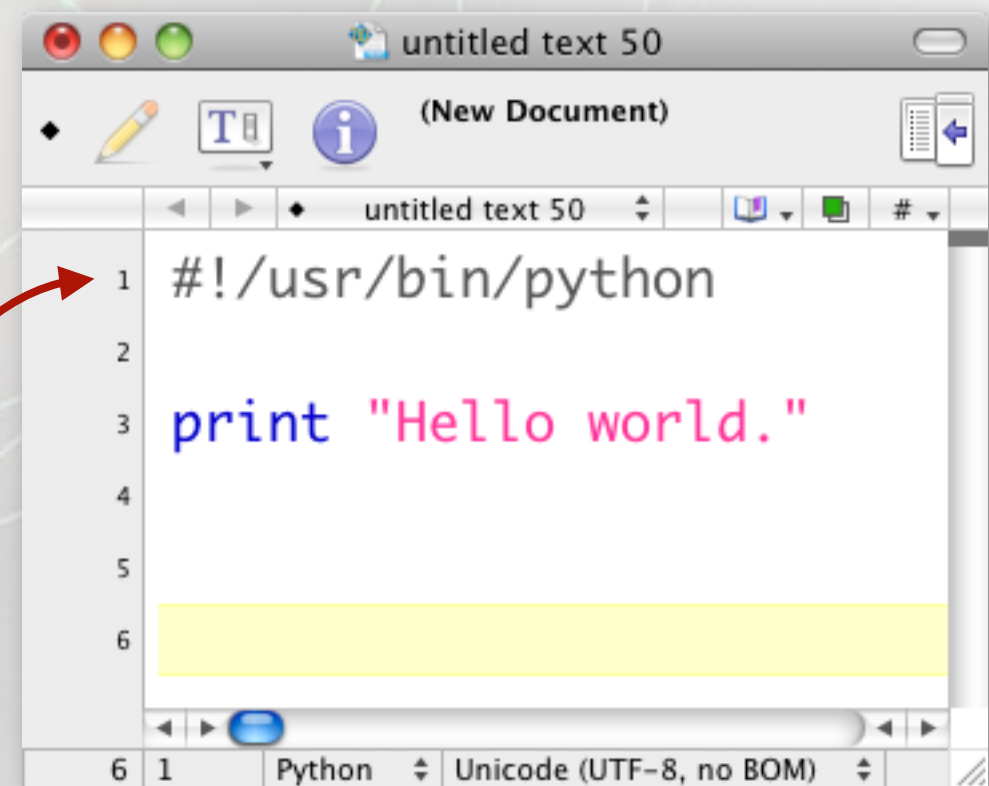 untitled text 50
(New Document)
untitled text 50 #
1 #!/usr/bin/python
2
3 print "Hello world."
4
5
6
6 1 Python Unicode (UTF-8, no BOM)